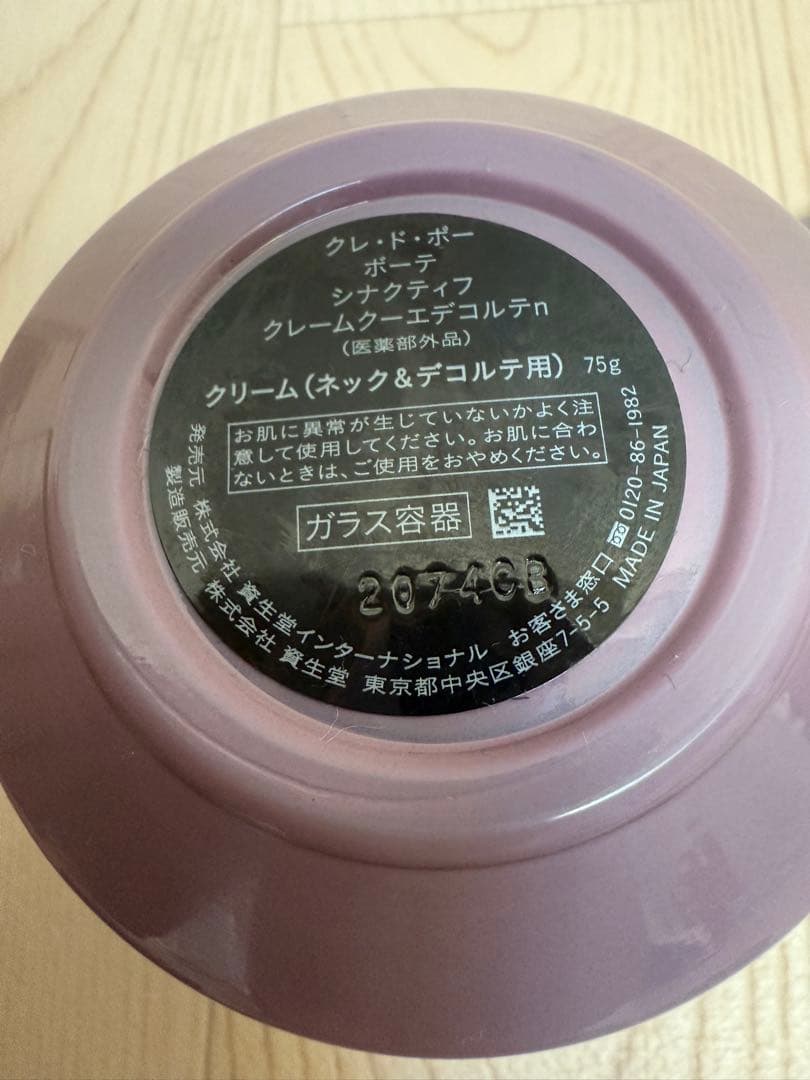 クレ・ド・ポー
ボーテ
シナクティフ
クレームクーエデコルテn
(医薬部外品)
クリーム(ネック&デコルテ用) 75g
お肌に異常が生じていないかよく注
意して使用してください。お肌に合わ
ないときは、ご使用をおやめください。
ガラス容器
2074CB
発売元 株式会社 資生堂インターナショナル お客さま窓口 0120-86-1982
製造販売元 株式会社 資生堂 東京都中央区銀座7-5-5 MADE IN JAPAN